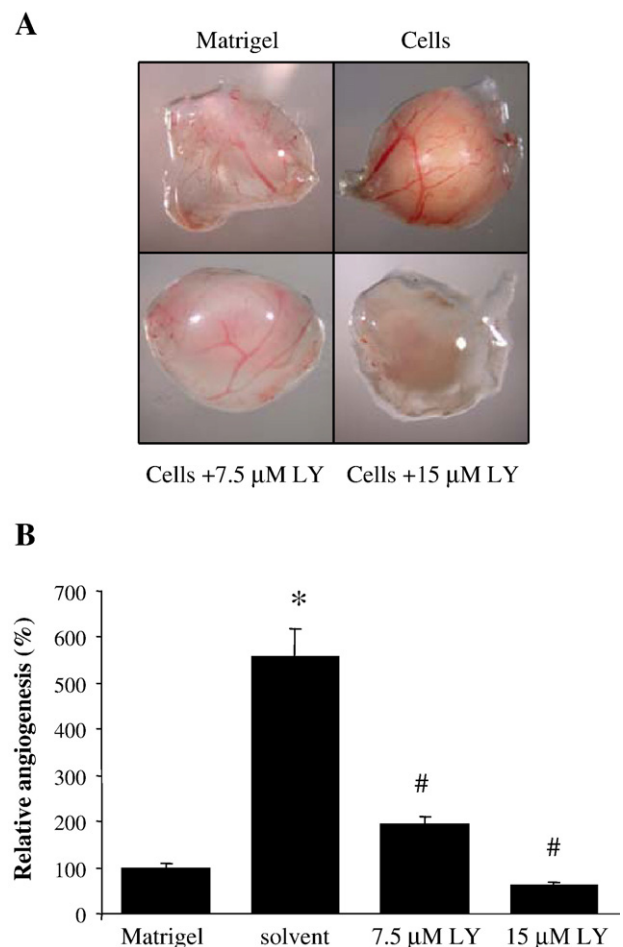 A
Matrigel Cells
Cells +7.5 µM LY Cells +15 µM LY
B
Relative angiogenesis (%)
700
600
500
400
300
200
100
0
*
#
#
Matrigel solvent 7.5 µM LY 15 µM LY